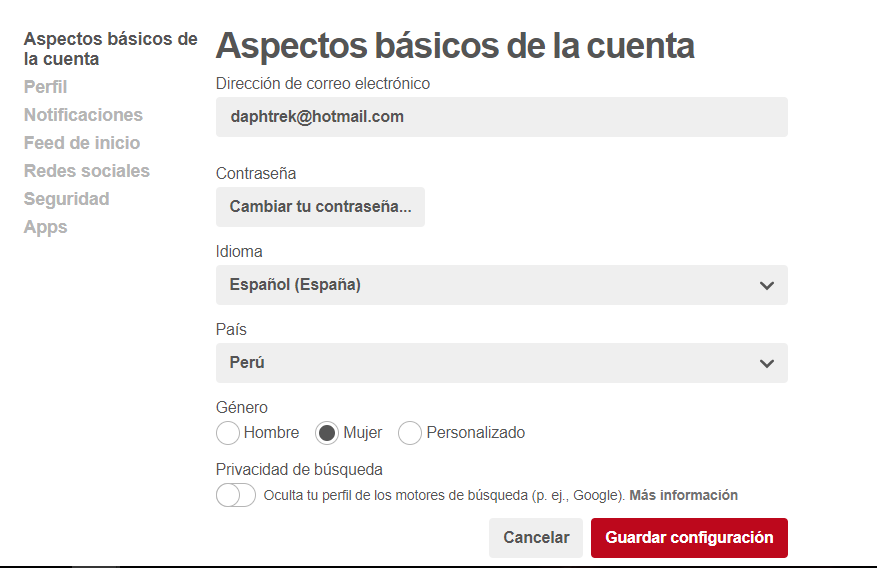 Aspectos básicos de
la cuenta
Perfil
Notificaciones
Feed de inicio
Redes sociales
Seguridad
Apps
Aspectos básicos de la cuenta
Dirección de correo electrónico
daphtrek@hotmail.com
Contraseña
Cambiar tu contraseña...
Idioma
Español (España)
País
Perú
Género
Hombre Mujer Personalizado
Privacidad de búsqueda
Oculta tu perfil de los motores de búsqueda (p. ej., Google). Más información
Cancelar Guardar configuración